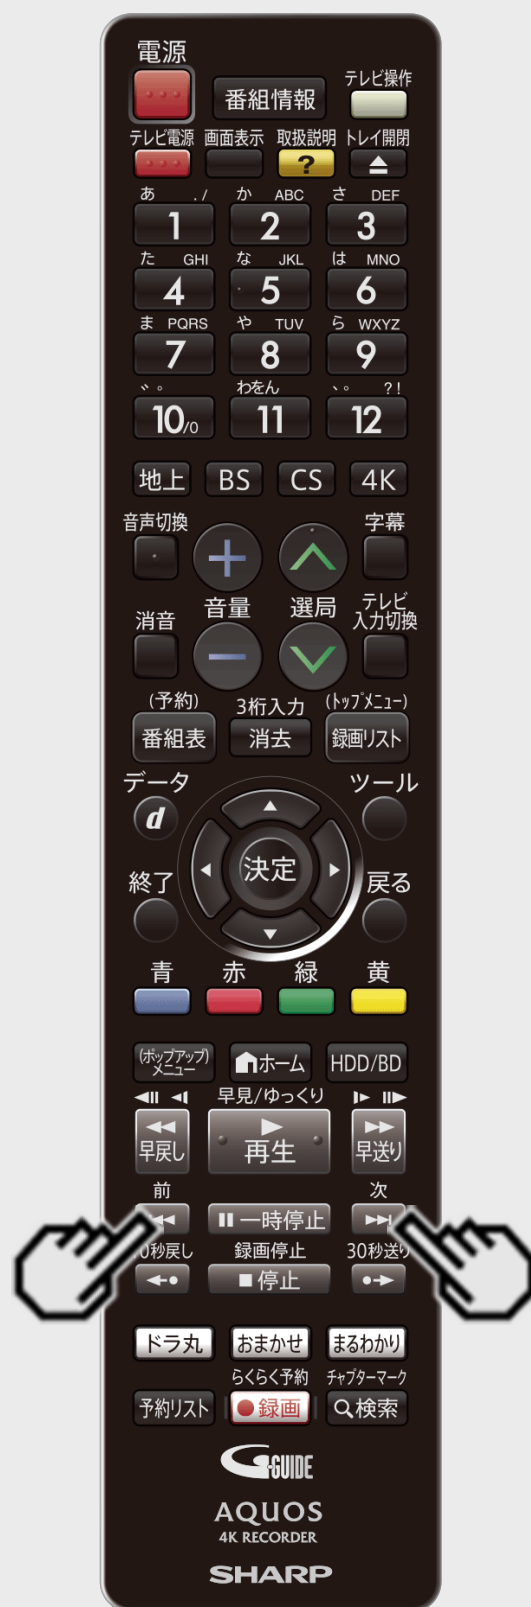 電源
番組情報
テレビ操作
テレビ電源 画面表示 取扱説明 トレイ開閉
?
あ ./ か ABC さ DEF
1 2 3
た GHI な JKL は MNO
4 5 6
ま PQRS や TUV ら WXYZ
7 8 9
゛゜ わをん 、。 ?!
10/0 11 12
地上 BS CS 4K
音声切換 字幕
+
音量 選局
消音 テレビ
入力切換
−
(予約) 3桁入力 (トップメニュー)
番組表 消去 録画リスト
データ ツール
d
決定
終了 戻る
青 赤 緑 黄
(ポップアップ)
メニュー ホーム HDD/BD
早見/ゆっくり
早戻し 再生 早送り
前 次
一時停止
0秒戻し 録画停止 30秒送
停止
ドラ丸 おまかせ まるわかり
らくらく予約 チャプターマーク
予約リスト 録画 検索
G-GUIDE
AQUOS
4K RECORDER
SHARP